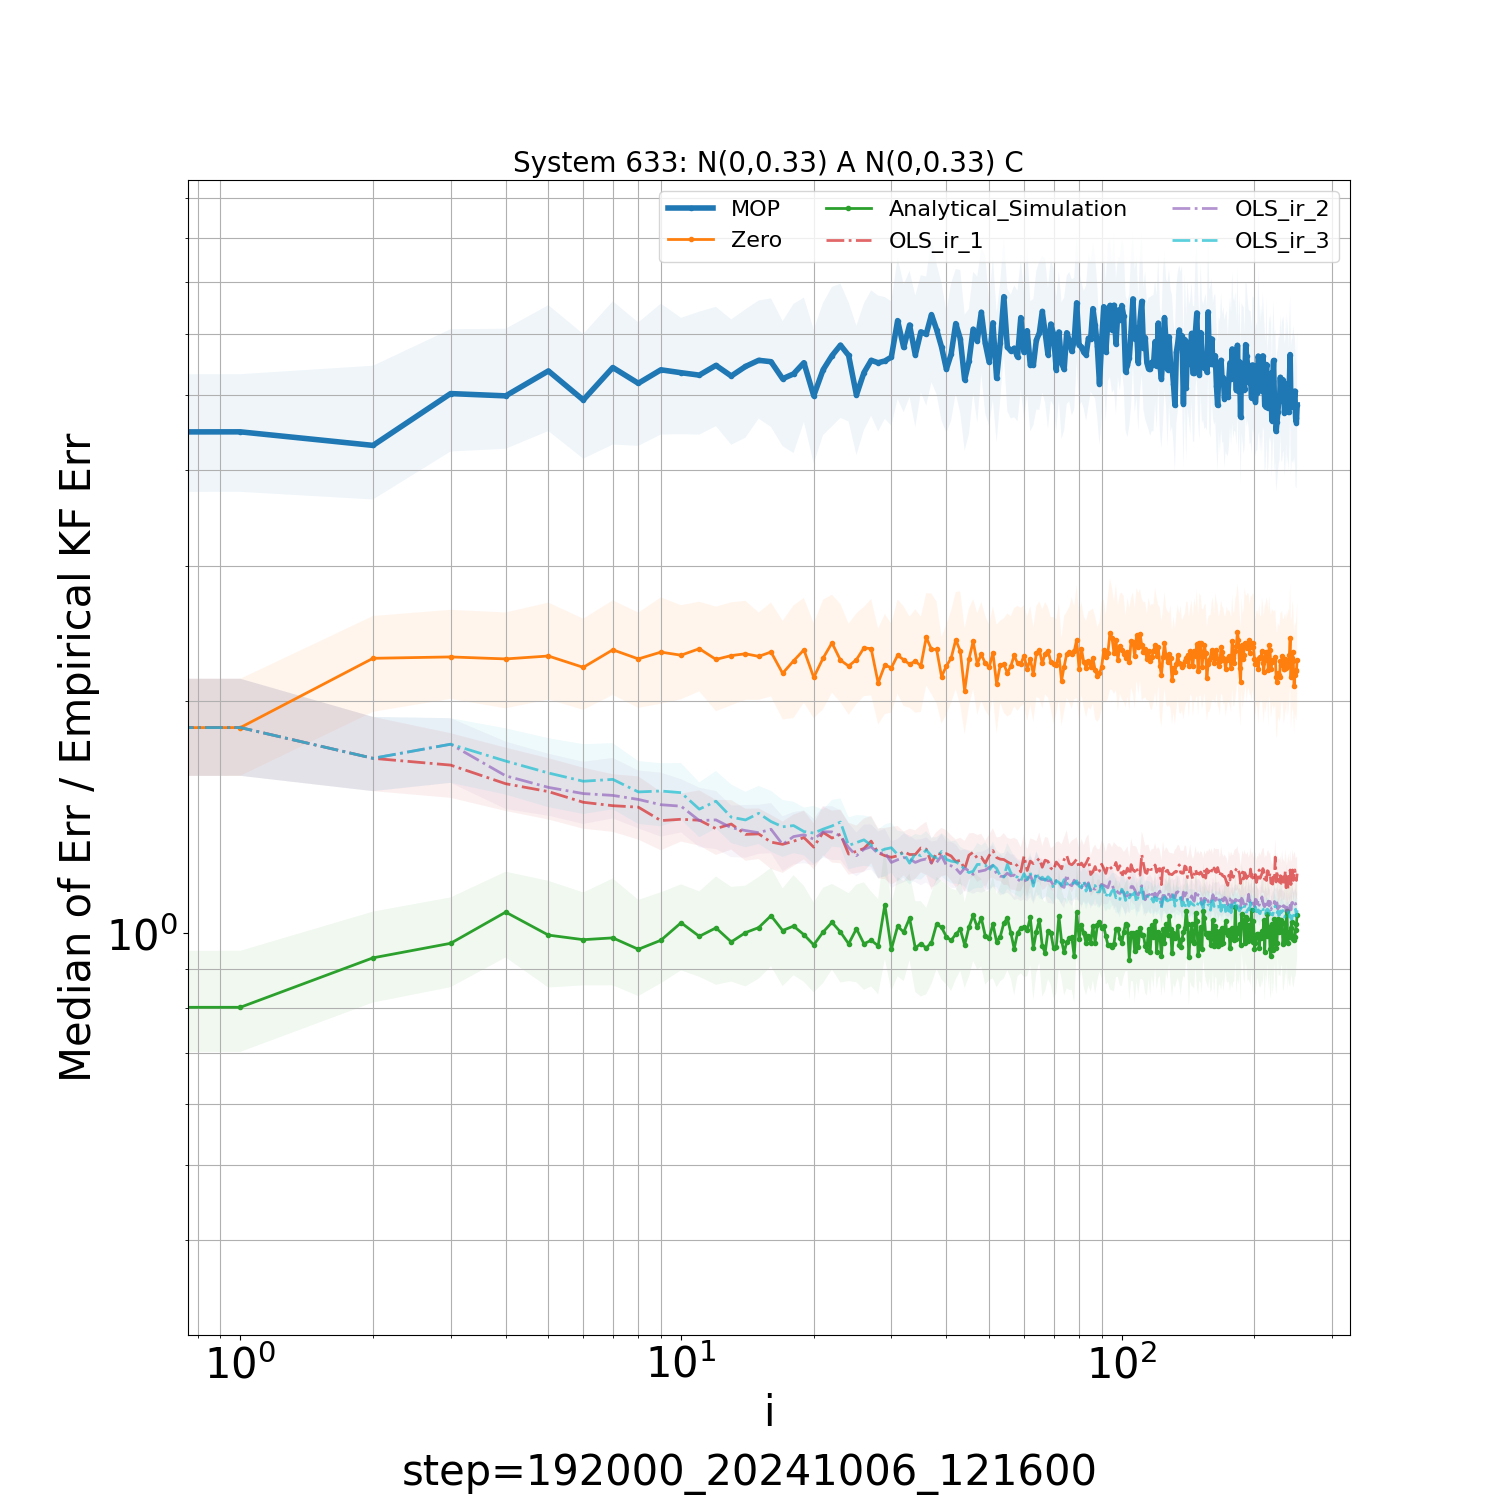 System 633: N(0,0.33) A N(0,0.33) C
MOP
Zero
Analytical_Simulation
OLS_ir_1
OLS_ir_2
OLS_ir_3
Median of Err / Empirical KF Err
10⁰
10⁰
10¹
10²
i
step=192000_20241006_121600